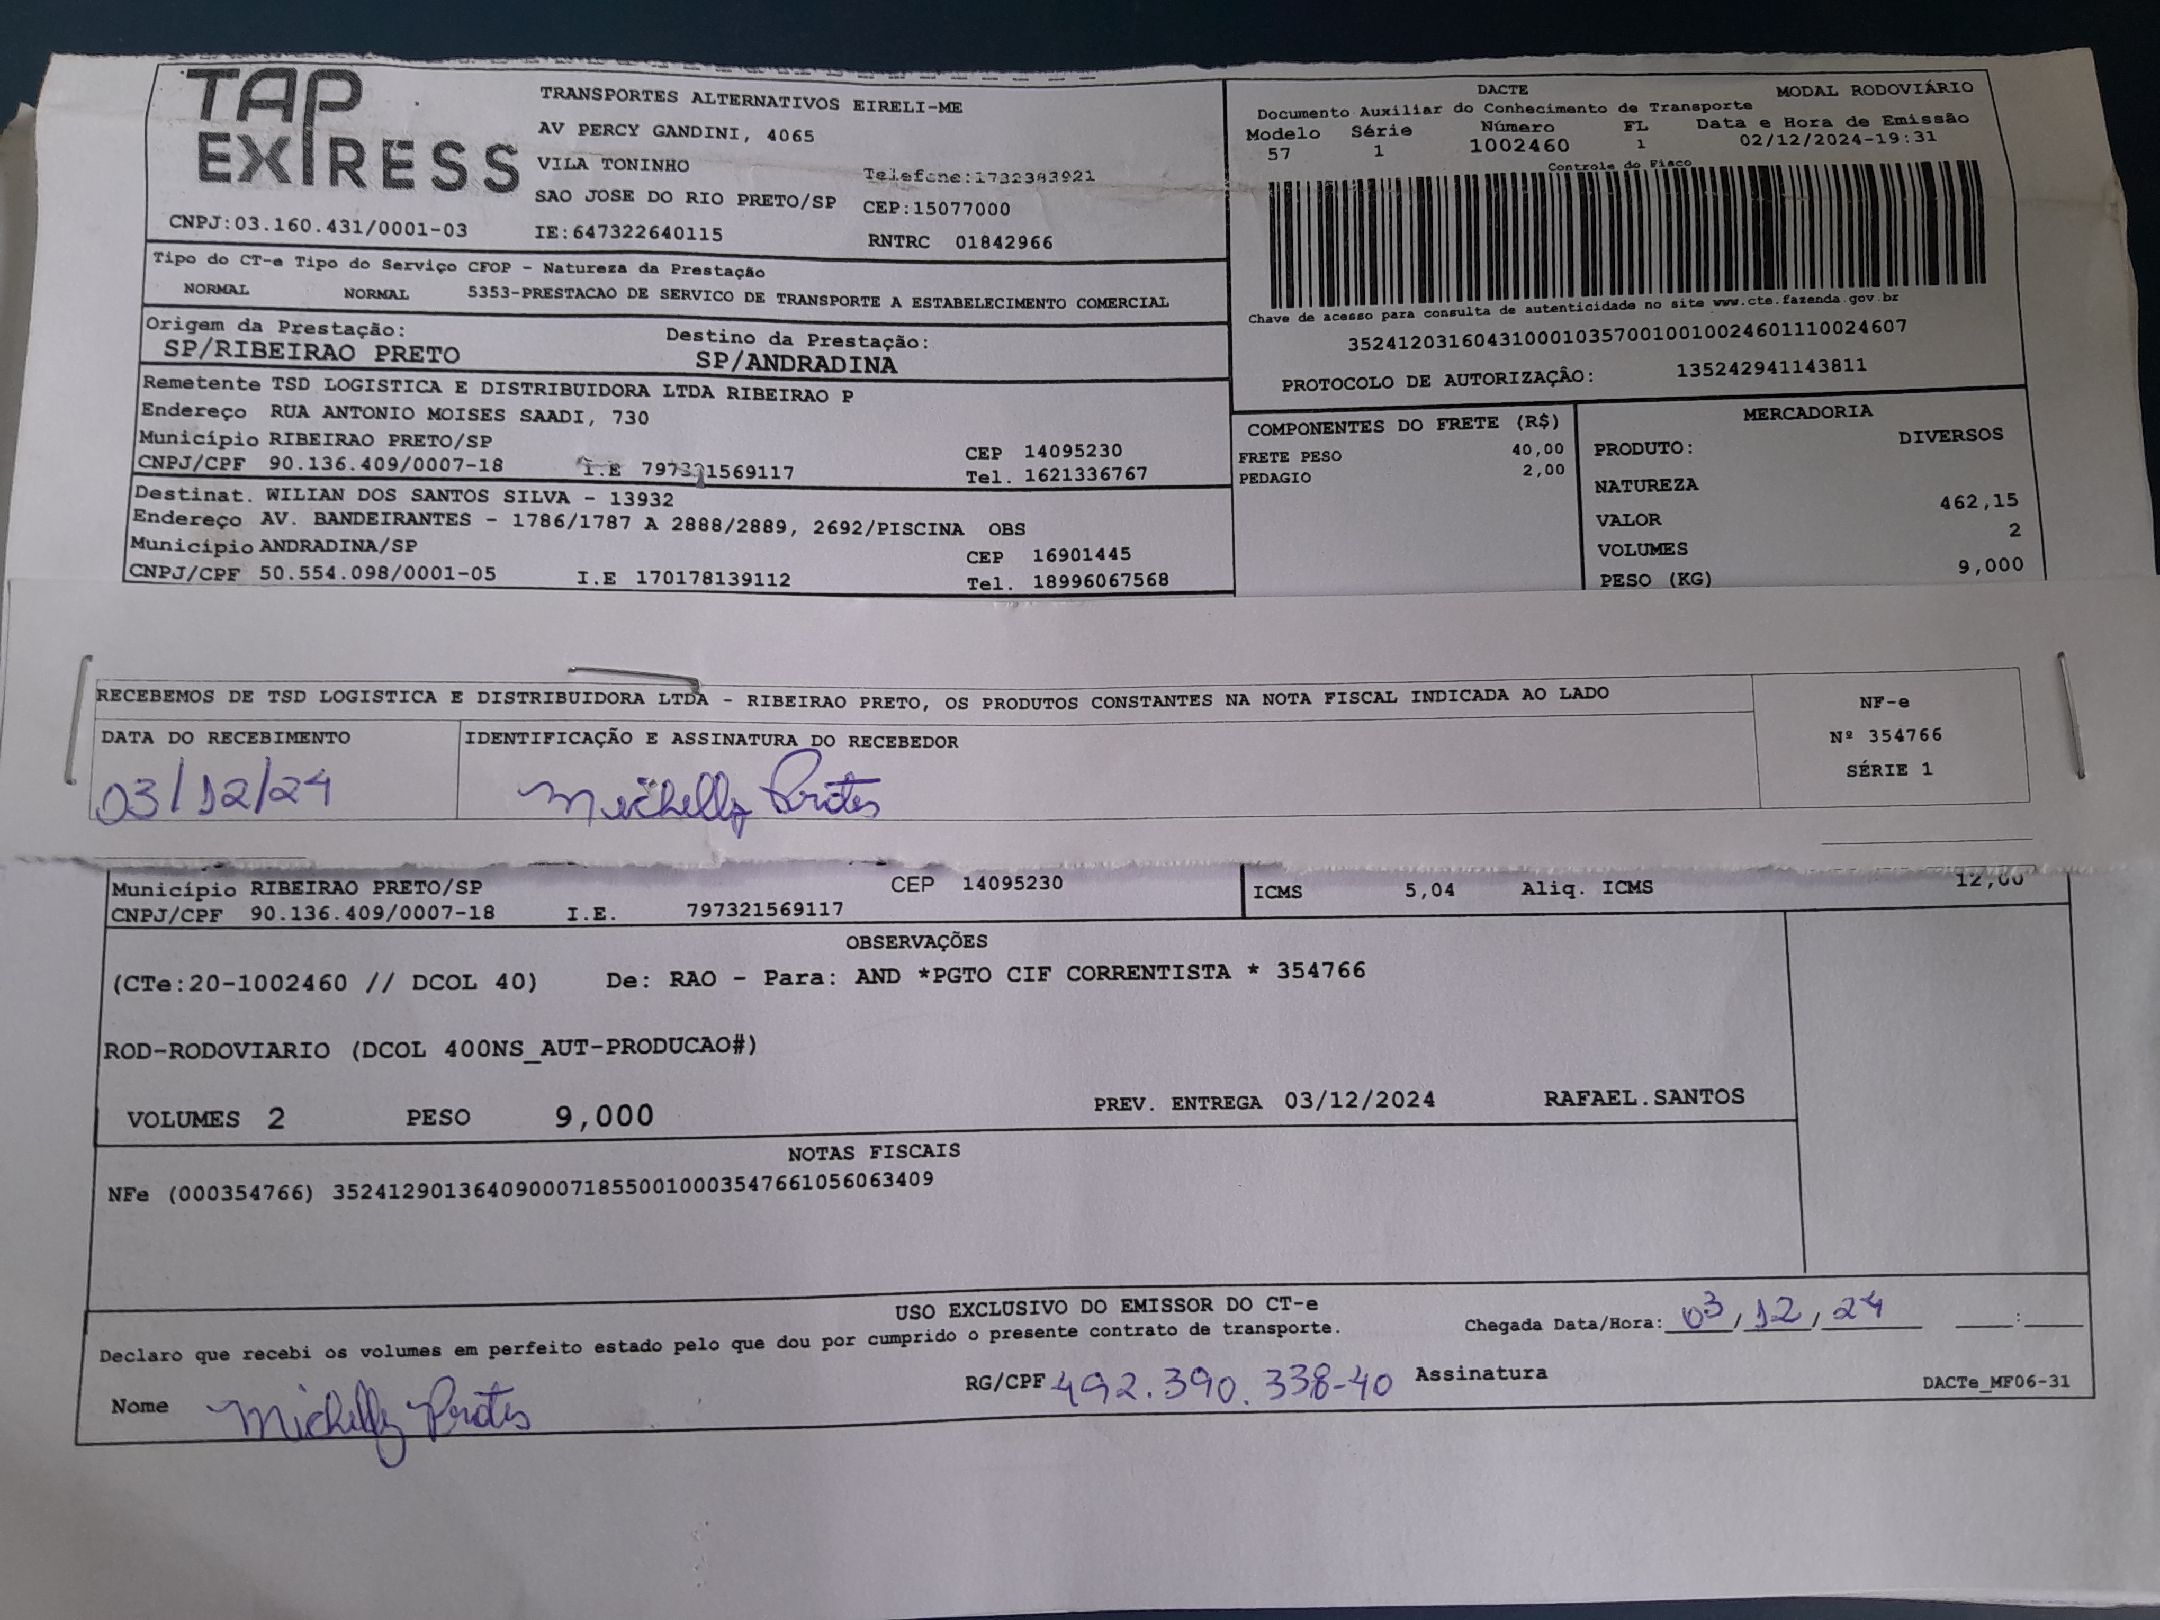 TAP
EXPRESS
TRANSPORTES ALTERNATIVOS EIRELI-ME
AV PERCY GANDINI, 4065
VILA TONINHO
Telefone:1732383921
SAO JOSE DO RIO PRETO/SP CEP:15077000
CNPJ:03.160.431/0001-03 IE:647322640115 RNTRC 01842966
DACTE MODAL RODOVIÁRIO
Documento Auxiliar do Conhecimento de Transporte
Modelo Série Número FL Data e Hora de Emissão
57 1 1002460 1 02/12/2024-19:31
Controle do Fisco
Chave de acesso para consulta de autenticidade no site www.cte.fazenda.gov.br
35241203160431000103570010010024601110024607
PROTOCOLO DE AUTORIZAÇÃO: 135242941143811
Tipo do CT-e Tipo do Serviço CFOP - Natureza da Prestação
NORMAL NORMAL 5353-PRESTACAO DE SERVICO DE TRANSPORTE A ESTABELECIMENTO COMERCIAL
Origem da Prestação: Destino da Prestação:
SP/RIBEIRAO PRETO SP/ANDRADINA
Remetente TSD LOGISTICA E DISTRIBUIDORA LTDA RIBEIRAO P
Endereço RUA ANTONIO MOISES SAADI, 730
Município RIBEIRAO PRETO/SP CEP 14095230
CNPJ/CPF 90.136.409/0007-18 I.E 797321569117 Tel. 1621336767
Destinat. WILIAN DOS SANTOS SILVA - 13932
Endereço AV. BANDEIRANTES - 1786/1787 A 2888/2889, 2692/PISCINA OBS
Município ANDRADINA/SP CEP 16901445
CNPJ/CPF 50.554.098/0001-05 I.E 170178139112 Tel. 18996067568
COMPONENTES DO FRETE (R$)
FRETE PESO 40,00
PEDAGIO 2,00
MERCADORIA
PRODUTO: DIVERSOS
NATUREZA
VALOR 462,15
VOLUMES 2
PESO (KG) 9,000
RECEBEMOS DE TSD LOGISTICA E DISTRIBUIDORA LTDA - RIBEIRAO PRETO, OS PRODUTOS CONSTANTES NA NOTA FISCAL INDICADA AO LADO
DATA DO RECEBIMENTO IDENTIFICAÇÃO E ASSINATURA DO RECEBEDOR
03/12/24 Michelly Protes
NF-e
Nº 354766
SÉRIE 1
Município RIBEIRAO PRETO/SP CEP 14095230
CNPJ/CPF 90.136.409/0007-18 I.E. 797321569117
ICMS 5,04 Aliq. ICMS 12,00
OBSERVAÇÕES
(CTe:20-1002460 // DCOL 40) De: RAO - Para: AND *PGTO CIF CORRENTISTA * 354766
ROD-RODOVIARIO (DCOL 400NS_AUT-PRODUCAO#)
VOLUMES 2 PESO 9,000 PREV. ENTREGA 03/12/2024 RAFAEL.SANTOS
NOTAS FISCAIS
NFe (000354766) 35241290136409000718550010003547661056063409
USO EXCLUSIVO DO EMISSOR DO CT-e
Declaro que recebi os volumes em perfeito estado pelo que dou por cumprido o presente contrato de transporte. Chegada Data/Hora: 03/12/24 :
Nome Michelly Protes RG/CPF 492.390.338-40 Assinatura
DACTe_MF06-31